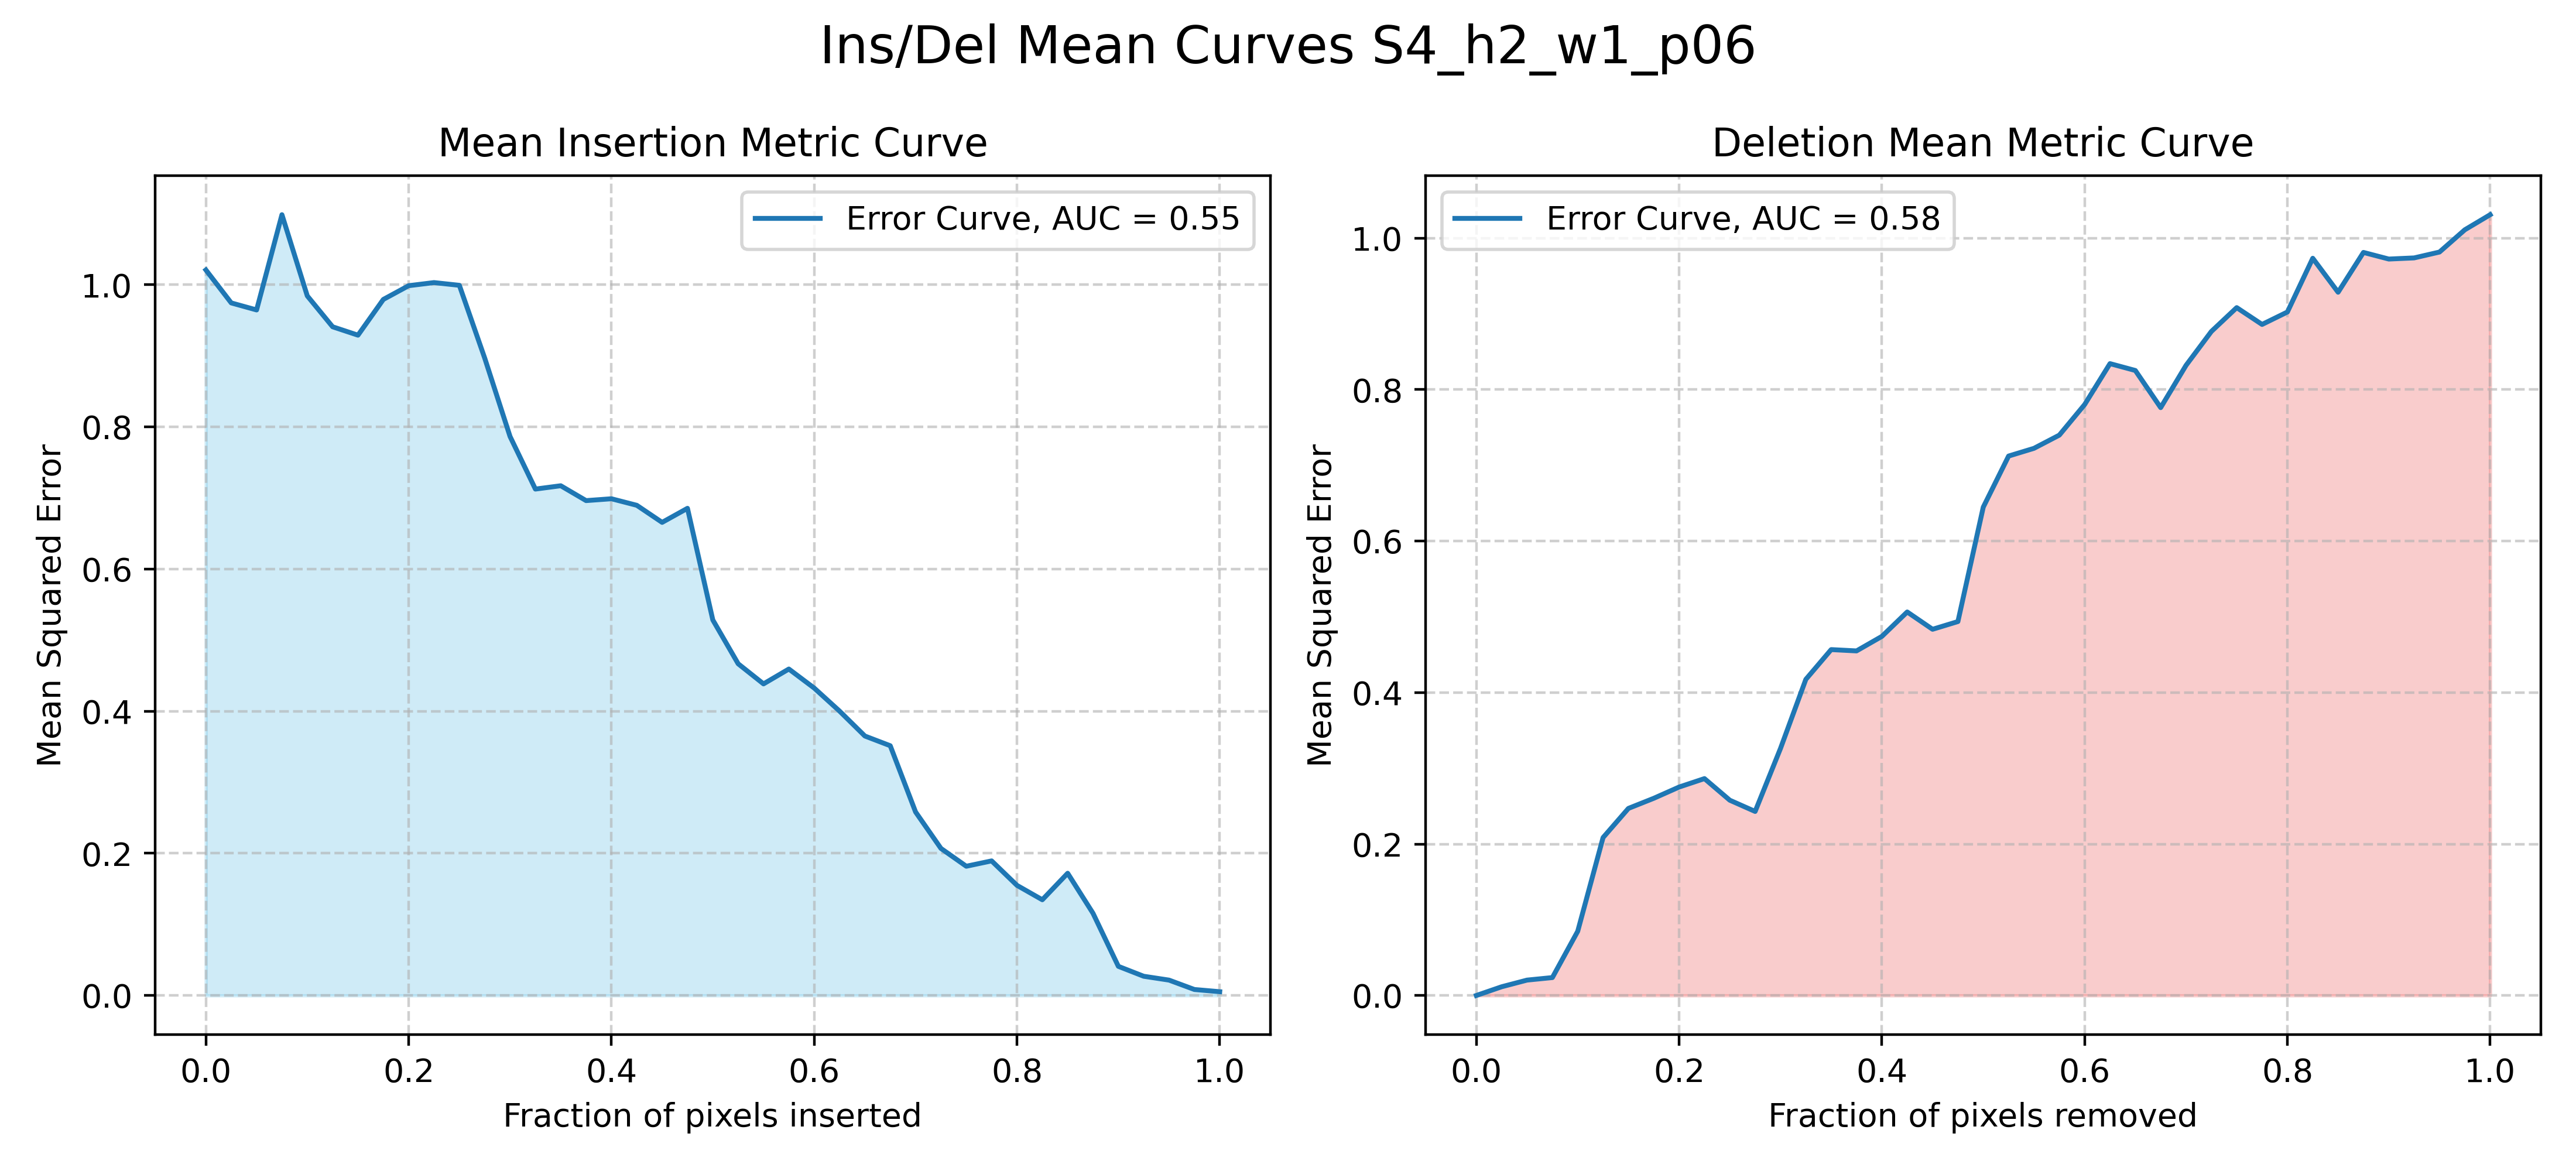 Ins/Del Mean Curves S4_h2_w1_p06
Mean Insertion Metric Curve
Error Curve, AUC = 0.55
Mean Squared Error
1.0
0.8
0.6
0.4
0.2
0.0
0.0 0.2 0.4 0.6 0.8 1.0
Fraction of pixels inserted
Deletion Mean Metric Curve
Error Curve, AUC = 0.58
Mean Squared Error
1.0
0.8
0.6
0.4
0.2
0.0
0.0 0.2 0.4 0.6 0.8 1.0
Fraction of pixels removed